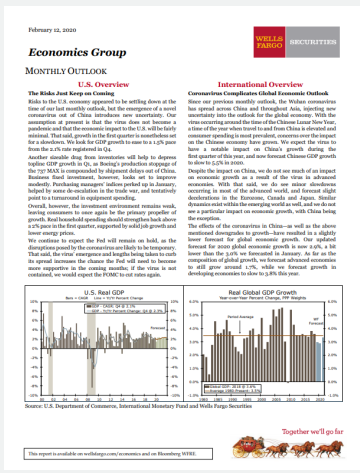 February 12, 2020
WELLS FARGO
SECURITIES
Economics Group
MONTHLY OUTLOOK
U.S. Overview
The Risks Just Keep on Coming
Risks to the U.S. economy appeared to be settling down at the
time of our last monthly outlook, but the emergence of a novel
coronavirus out of China introduces new uncertainty. Our
assumption at present is that the virus does not become a
pandemic and that the economic impact to the U.S. will be fairly
minimal. That said, growth in the first quarter is nonetheless set
for a slowdown. We look for GDP growth to ease to a 1.5% pace
from the 2.1% rate registered in Q4.
Another sizable drag from inventories will help to depress
topline GDP growth in Q1, as Boeing's production stoppage of
the 737 MAX is compounded by shipment delays out of China.
Business fixed investment, however, looks set to improve
modestly. Purchasing managers' indices perked up in January,
helped by some de-escalation in the trade war, and tentatively
point to a turnaround in equipment spending.
Overall, however, the investment environment remains weak,
leaving consumers to once again be the primary propeller of
growth. Real household spending should strengthen back above
a 2% pace in the first quarter, supported by solid job growth and
lower energy prices.
We continue to expect the Fed will remain on hold, as the
disruptions posed by the coronavirus are likely to be temporary.
That said, the virus' emergence and lengths being taken to curb
its spread increases the chance the Fed will need to become
more supportive in the coming months; if the virus is not
contained, we would expect the FOMC to cut rates again.
International Overview
Coronavirus Complicates Global Economic Outlook
Since our previous monthly outlook, the Wuhan coronavirus
has spread across China and throughout Asia, injecting new
uncertainty into the outlook for the global economy. With the
virus occurring around the time of the Chinese Lunar New Year,
a time of the year when travel to and from China is elevated and
consumer spending is most prevalent, concerns over the impact
on the Chinese economy have grown. We expect the virus to
have a notable impact on China's growth during the
first quarter of this year, and now forecast Chinese GDP growth
to slow to 5.5% in 2020.
Despite the impact on China, we do not see much of an impact
on economic growth as a result of the virus in advanced
economies. With that said, we do see minor slowdowns
occurring in most of the advanced world, and forecast slight
decelerations in the Eurozone, Canada and Japan. Similar
dynamics exist within the emerging world as well, and we do not
see a particular impact on economic growth, with China being
the exception.
The effects of the coronavirus in China—as well as the above
mentioned downgrades to growth—have resulted in a slightly
lower forecast for global economic growth. Our updated
forecast for 2020 global economic growth is now 2.9%, a bit
lower than the 3.0% we forecasted in January. As far as the
composition of global growth, we forecast advanced economies
to still grow around 1.7%, while we forecast growth in
developing economies to slow to 3.8% this year.
U.S. Real GDP
Bars = CAGR Line = Yr/Yr Percent Change
GDP - CAGR: Q4 @ 2.1%
GDP - Yr/Yr Percent Change: Q4 @ 2.3%
Forecast
Real Global GDP Growth
Year-over-Year Percent Change, PPP Weights
Period Average
WF Forecast
Source: U.S. Department of Commerce, International Monetary Fund and Wells Fargo Securities
Together we'll go far
This report is available on wellsfargo.com/economics and on Bloomberg WFRE.